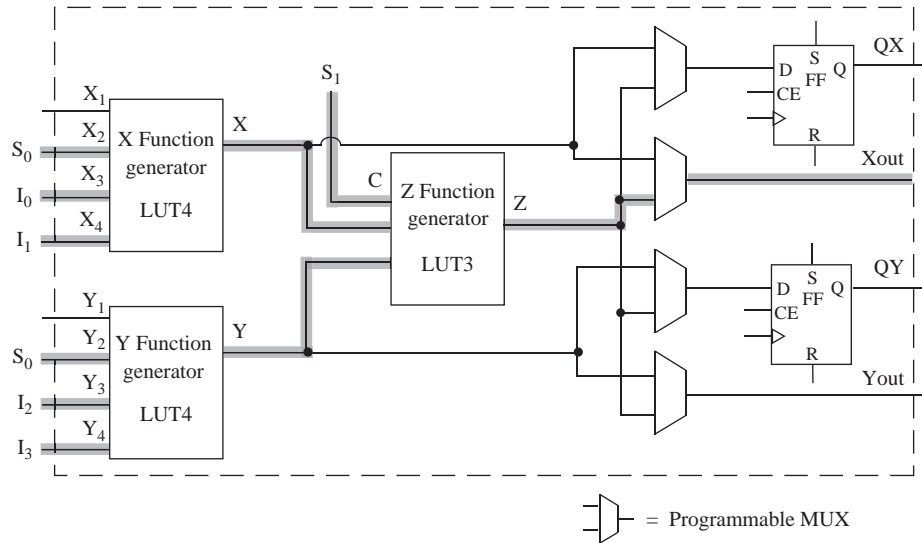 X₁
X₂
X₃
X₄
S₀
I₀
I₁
X Function
generator
LUT4
X
S₁
C
Z Function
generator
LUT3
Z
Y₁
Y₂
Y₃
Y₄
S₀
I₂
I₃
Y Function
generator
LUT4
Y
S
D FF Q
CE
R
QX
Xout
S
D FF Q
CE
R
QY
Yout
= Programmable MUX